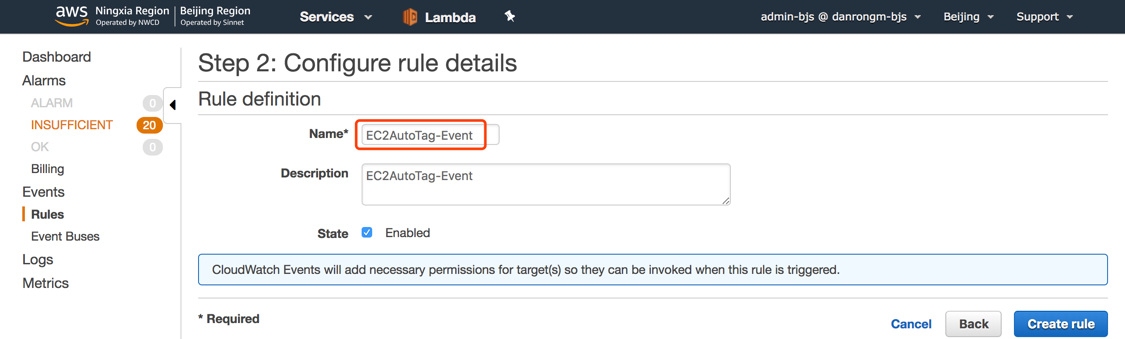 aws Ningxia Region Operated by NWCD Beijing Region Operated by Sinnet Services Lambda admin-bjs @ danrongm-bjs Beijing Support
Dashboard
Alarms
ALARM 0
INSUFFICIENT 20
OK 0
Billing
Events
Rules
Event Buses
Logs
Metrics
Step 2: Configure rule details
Rule definition
Name* EC2AutoTag-Event
Description EC2AutoTag-Event
State Enabled
CloudWatch Events will add necessary permissions for target(s) so they can be invoked when this rule is triggered.
* Required
Cancel Back Create rule